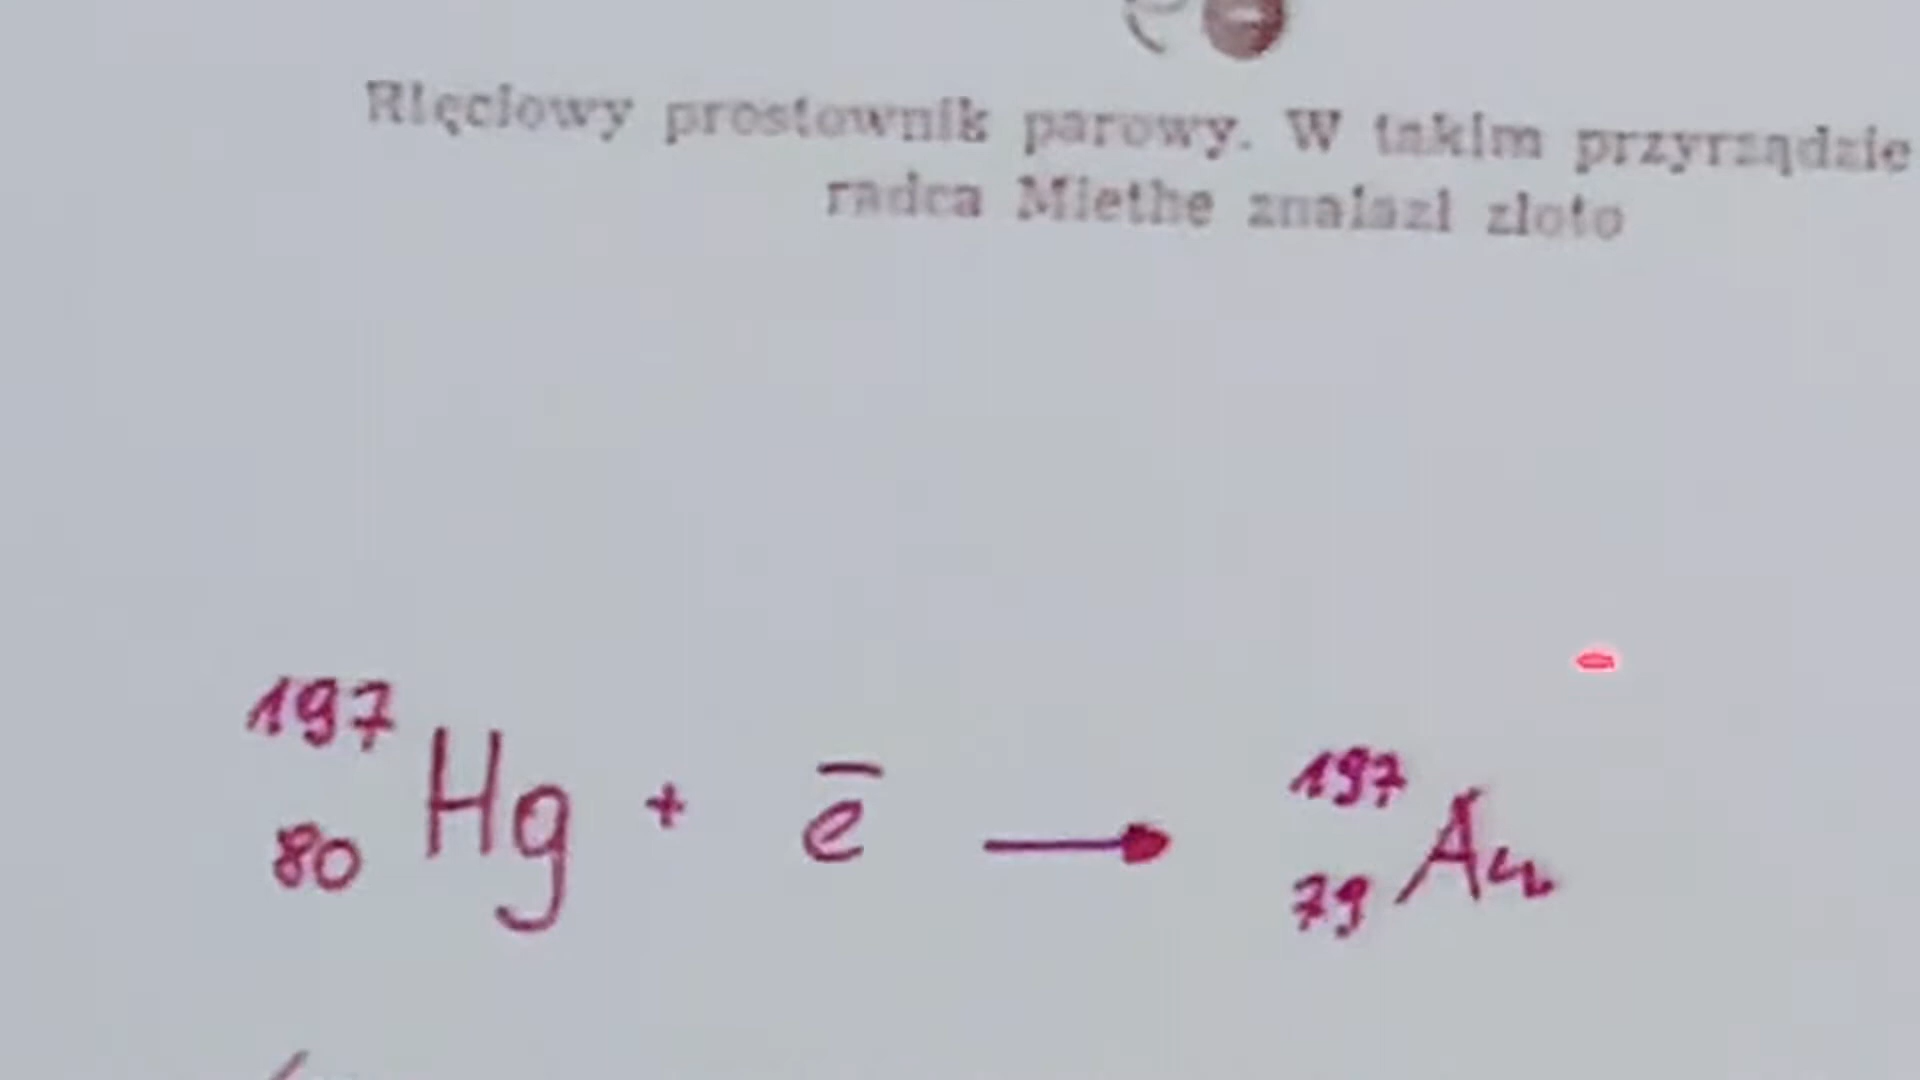 Rtęciowy prostownik parowy. W takim przyrządzie
radca Miethe znalazł złoto
197 80 Hg + e̅ → 197 79 Au